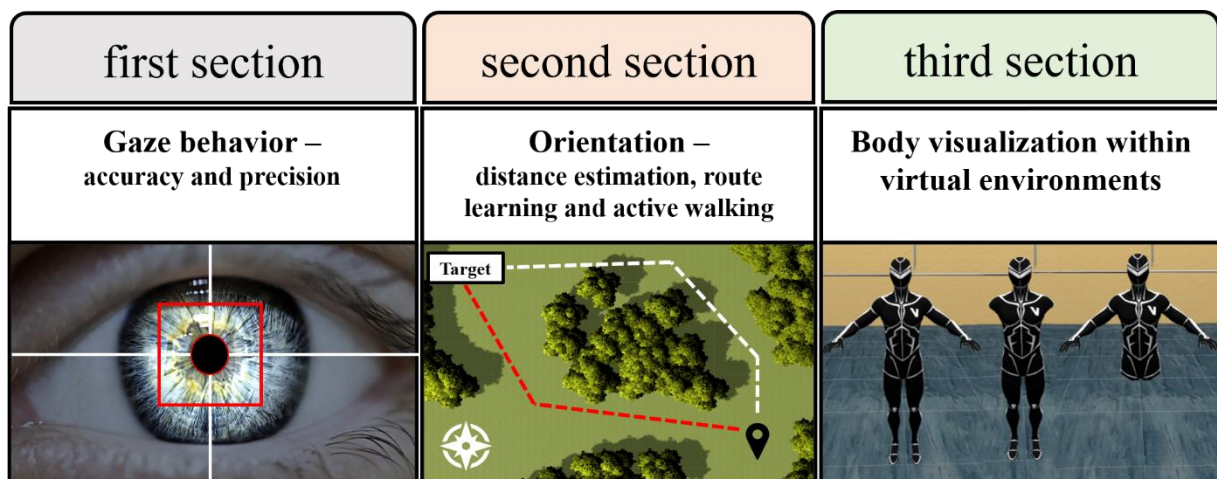 first section
second section
third section
Gaze behavior –
accuracy and precision
Orientation –
distance estimation, route
learning and active walking
Body visualization within
virtual environments
Target